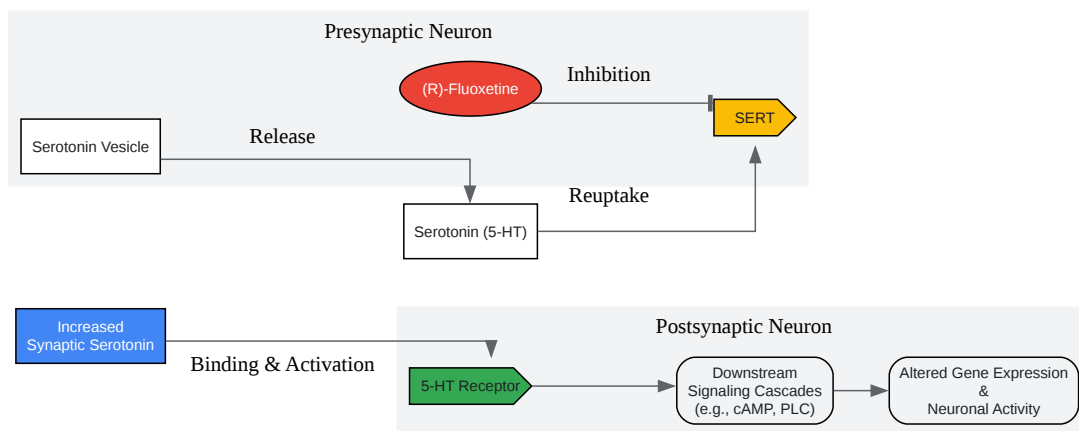 Presynaptic Neuron
(R)-Fluoxetine
Inhibition
SERT
Serotonin Vesicle
Release
Reuptake
Serotonin (5-HT)
Increased
Synaptic Serotonin
Binding & Activation
Postsynaptic Neuron
5-HT Receptor
Downstream
Signaling Cascades
(e.g., cAMP, PLC)
Altered Gene Expression
&
Neuronal Activity